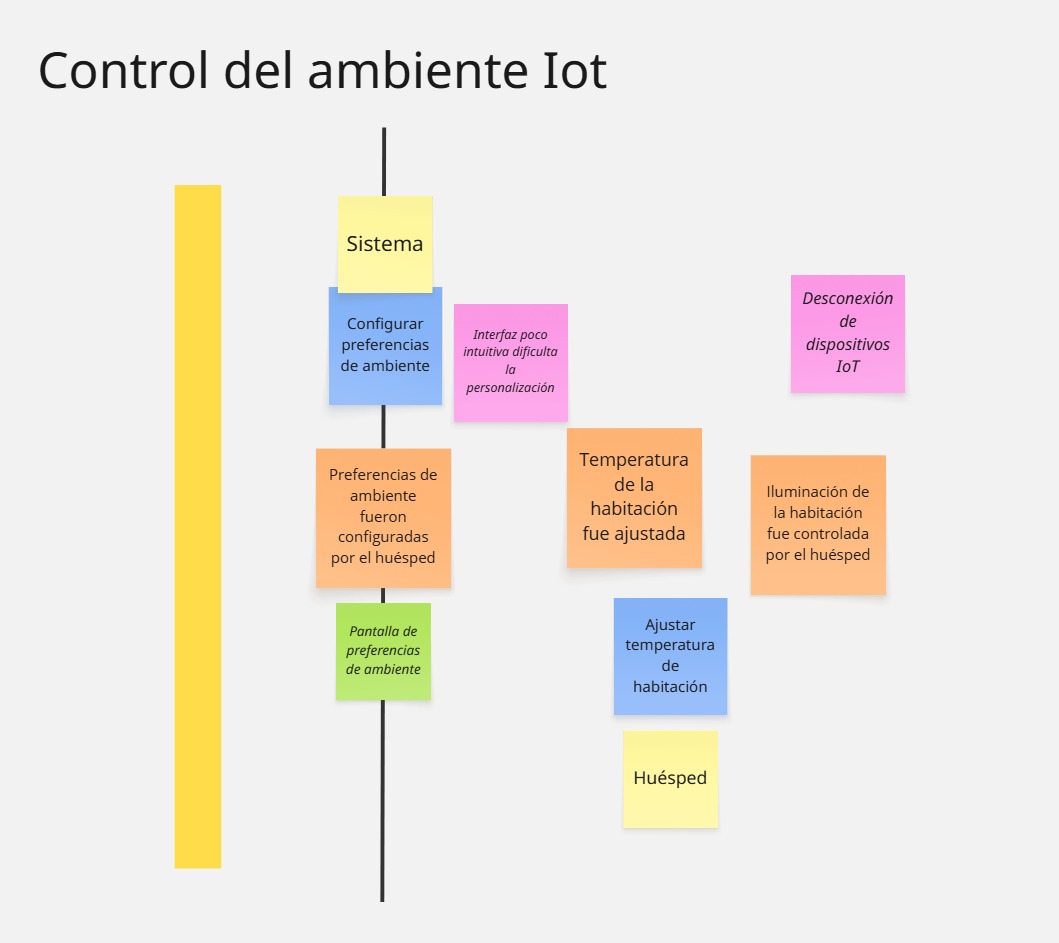 Control del ambiente Iot
Sistema
Configurar
preferencias
de ambiente
Interfaz poco
intuitiva dificulta
la
personalización
Desconexión
de
dispositivos
IoT
Preferencias de
ambiente
fueron
configuradas
por el huésped
Temperatura
de la
habitación
fue ajustada
Iluminación de
la habitación
fue controlada
por el huésped
Pantalla de
preferencias
de ambiente
Ajustar
temperatura
de
habitación
Huésped